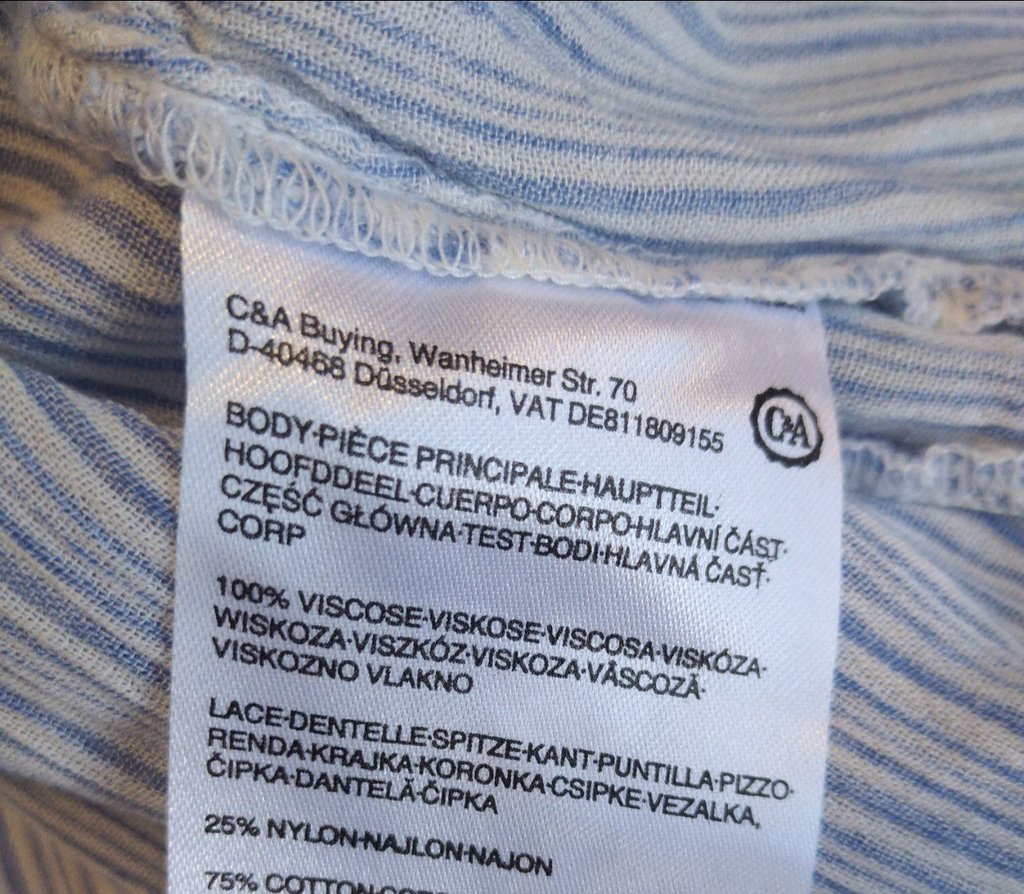 C&A Buying, Wanheimer Str. 70
D-40468 Düsseldorf, VAT DE811809155
C&A
BODY·PIÈCE PRINCIPALE·HAUPTTEIL·
HOOFDDEEL·CUERPO·CORPO·HLAVNÍ ČÁST·
CZĘŚĆ GŁÓWNA·TEST·BODI·HLAVNÁ ČASŤ·
CORP
100% VISCOSE·VISKOSE·VISCOSA·VISKÓZA·
WISKOZA·VISZKÓZ·VISKOZA·VÂSCOZĂ·
VISKOZNO VLAKNO
LACE·DENTELLE·SPITZE·KANT·PUNTILLA·PIZZO·
RENDA·KRAJKA·KORONKA·CSIPKE·VEZALKA,
ČIPKA·DANTELĂ·ČIPKA
25% NYLON·NAJLON·NAJON
75% COTTON